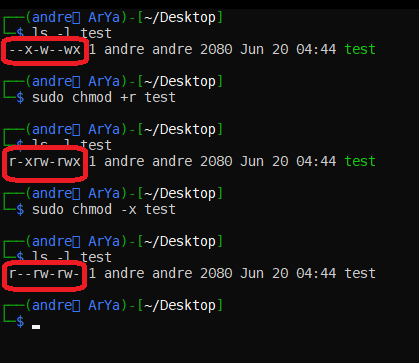 ┌──(andre▯ ArYa)-[~/Desktop]
└─$ ls -l test
--x-w--wx 1 andre andre 2080 Jun 20 04:44 test
┌──(andre▯ ArYa)-[~/Desktop]
└─$ sudo chmod +r test
┌──(andre▯ ArYa)-[~/Desktop]
└─$ ls -l test
r-xrw-rwx 1 andre andre 2080 Jun 20 04:44 test
┌──(andre▯ ArYa)-[~/Desktop]
└─$ sudo chmod -x test
┌──(andre▯ ArYa)-[~/Desktop]
└─$ ls -l test
r--rw-rw- 1 andre andre 2080 Jun 20 04:44 test
┌──(andre▯ ArYa)-[~/Desktop]
└─$